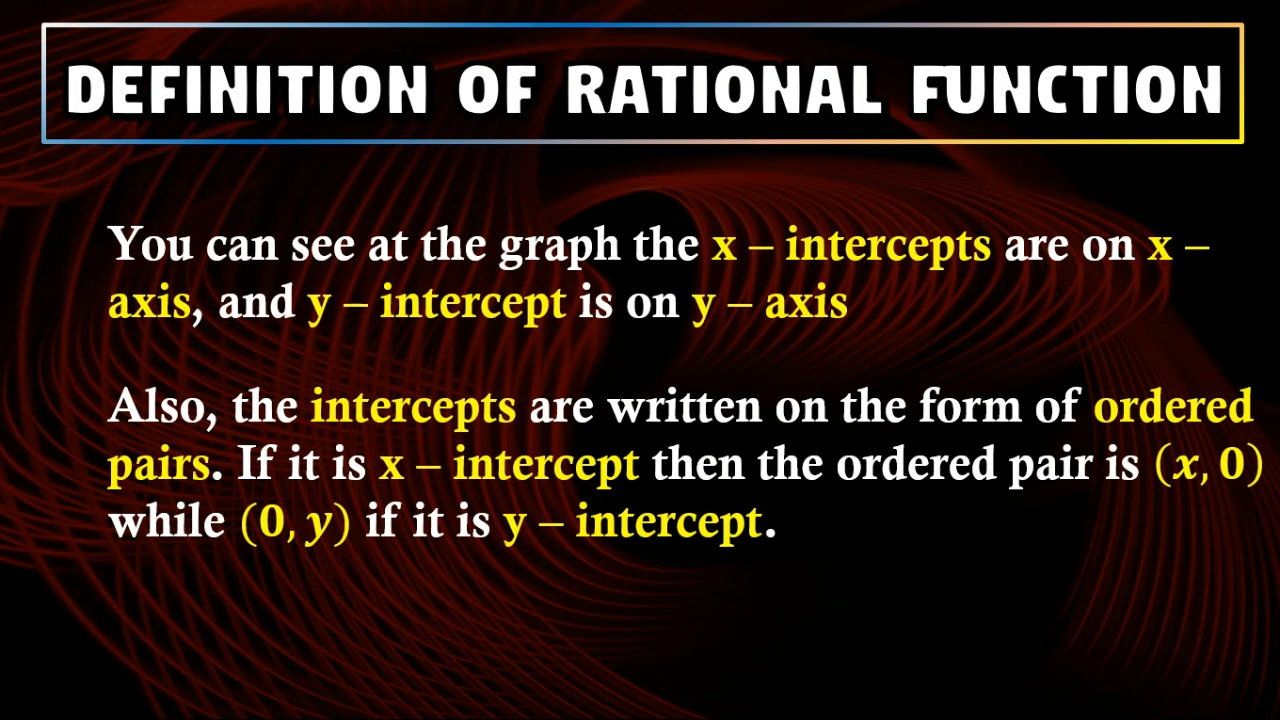 DEFINITION OF RATIONAL FUNCTION
You can see at the graph the x – intercepts are on x –
axis, and y – intercept is on y – axis
Also, the intercepts are written on the form of ordered
pairs. If it is x – intercept then the ordered pair is (x, 0)
while (0, y) if it is y – intercept.